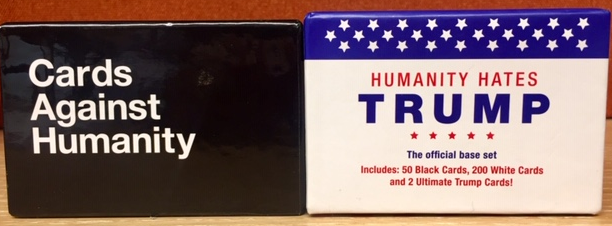 Cards
Against
Humanity
HUMANITY HATES
TRUMP
The official base set
Includes: 50 Black Cards, 200 White Cards
and 2 Ultimate Trump Cards!